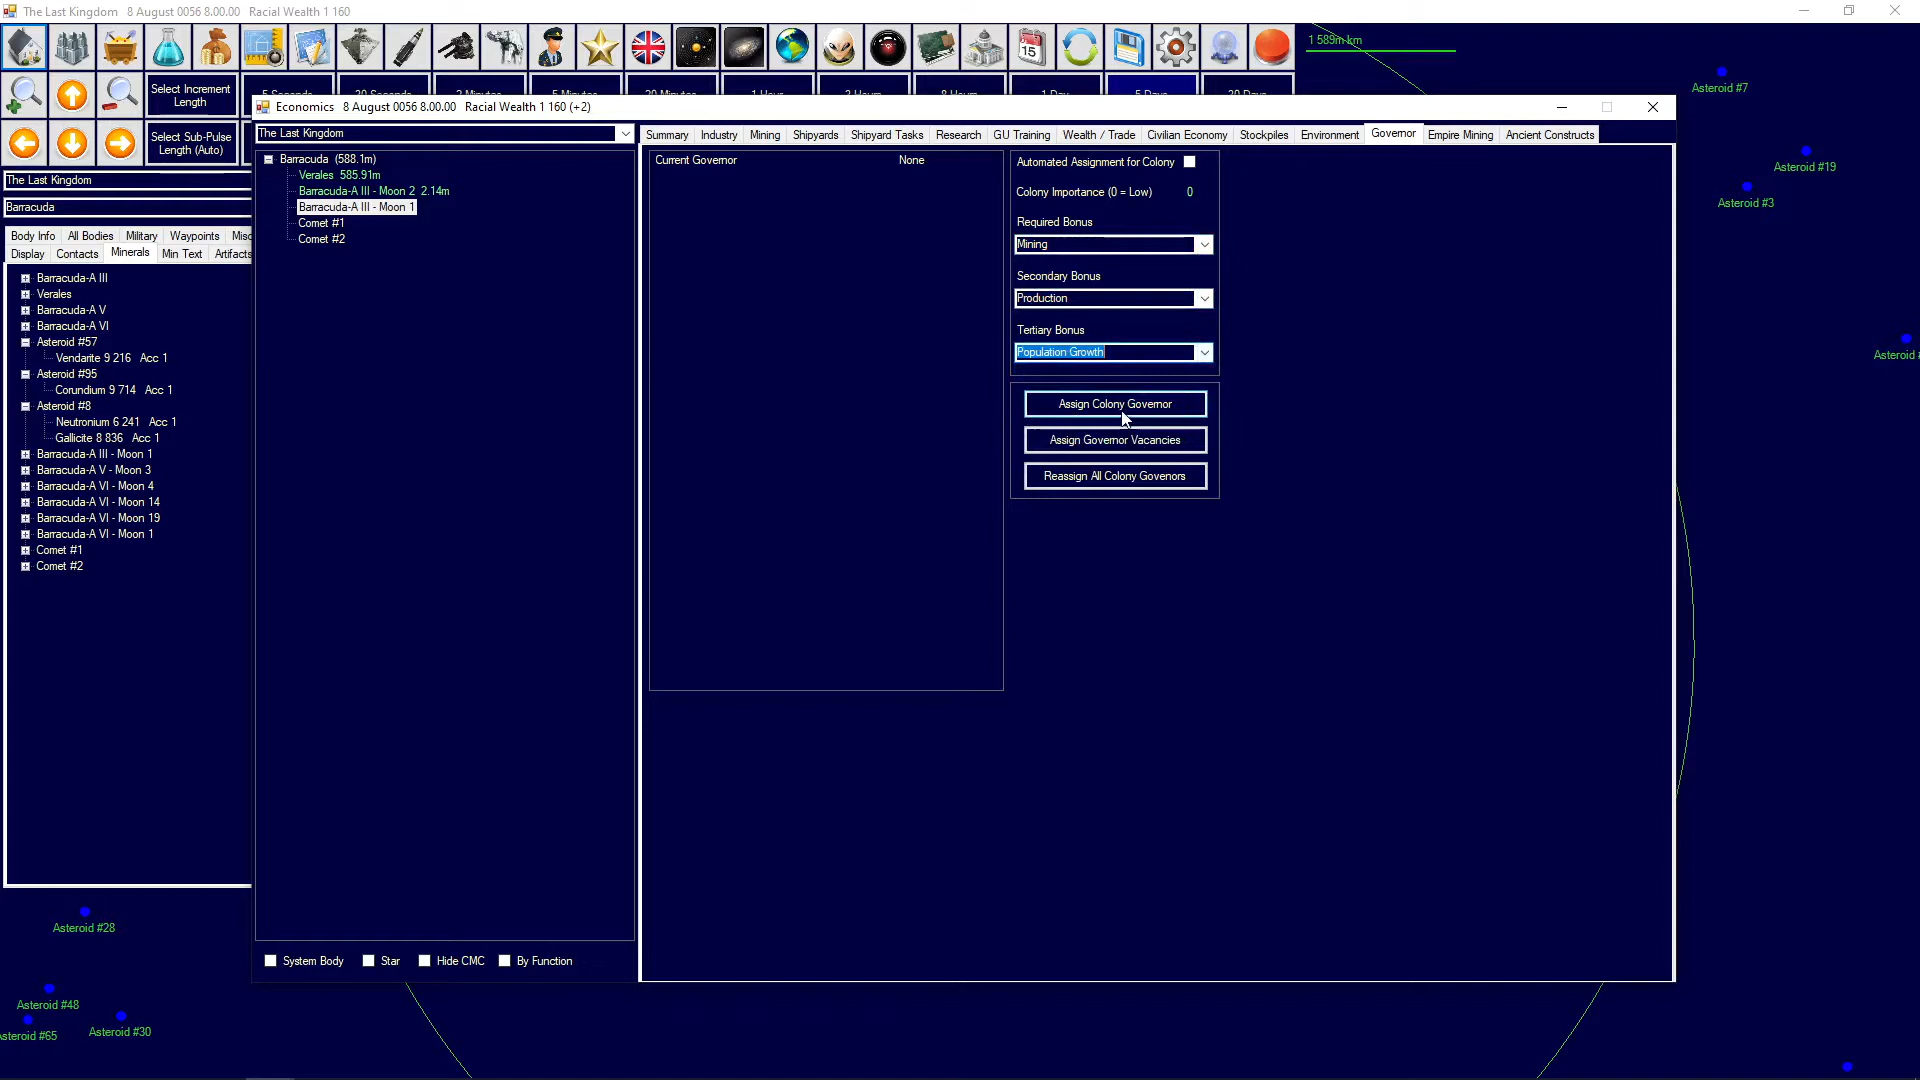 The Last Kingdom   8 August 0056 8.00.00   Racial Wealth 1 160
15
1 589m km
Asteroid #7
Select Increment
Length
Economics   8 August 0056 8.00.00   Racial Wealth 1 160 (+2)
The Last Kingdom
Summary Industry Mining Shipyards Shipyard Tasks Research GU Training Wealth / Trade Civilian Economy Stockpiles Environment Governor Empire Mining Ancient Constructs
Select Sub-Pulse
Length (Auto)
Asteroid #19
Asteroid #3
Barracuda (588.1m)
Verales 585.91m
Barracuda-A III - Moon 2 2.14m
Barracuda-A III - Moon 1
Comet #1
Comet #2
Current Governor None
Automated Assignment for Colony
Colony Importance (0 = Low) 0
Required Bonus
Mining
Secondary Bonus
Production
Tertiary Bonus
Population Growth
Assign Colony Governor
Assign Governor Vacancies
Reassign All Colony Govenors
The Last Kingdom
Barracuda
Body Info All Bodies Military Waypoints Misc
Display Contacts Minerals Min Text Artifacts
Barracuda-A III
Verales
Barracuda-A V
Barracuda-A VI
Asteroid #57
Vendarite 9 216 Acc 1
Asteroid #95
Corundium 9 714 Acc 1
Asteroid #8
Neutronium 6 241 Acc 1
Gallicite 8 836 Acc 1
Barracuda-A III - Moon 1
Barracuda-A V - Moon 3
Barracuda-A VI - Moon 4
Barracuda-A VI - Moon 14
Barracuda-A VI - Moon 19
Barracuda-A VI - Moon 1
Comet #1
Comet #2
Asteroid
System Body Star Hide CMC By Function
Asteroid #28
Asteroid #48
steroid #65
Asteroid #30